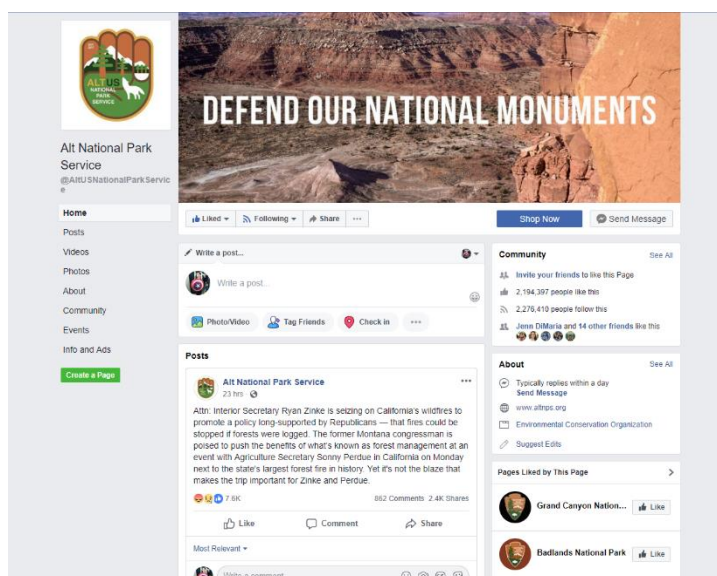 ALT US
NATIONAL
PARK
SERVICE
DEFEND OUR NATIONAL MONUMENTS
Alt National Park
Service
@AltUSNationalParkServic
e
Home
Posts
Videos
Photos
About
Community
Events
Info and Ads
Create a Page
Liked
Following
Share
Shop Now
Send Message
Write a post...
Write a post...
Photo/Video
Tag Friends
Check in
Posts
Alt National Park Service
23 hrs
Attn: Interior Secretary Ryan Zinke is seizing on California's wildfires to
promote a policy long-supported by Republicans — that fires could be
stopped if forests were logged. The former Montana congressman is
poised to push the benefits of what's known as forest management at an
event with Agriculture Secretary Sonny Perdue in California on Monday
next to the state's largest forest fire in history. Yet it's not the blaze that
makes the trip important for Zinke and Perdue.
7.6K
862 Comments 2.4K Shares
Like
Comment
Share
Most Relevant
Write a comment...
Community
See All
Invite your friends to like this Page
2,194,397 people like this
2,276,410 people follow this
Jenn DiMaria and 14 other friends like this
About
See All
Typically replies within a day
Send Message
www.altnps.org
Environmental Conservation Organization
Suggest Edits
Pages Liked by This Page
Grand Canyon Nation...
Like
Badlands National Park
Like